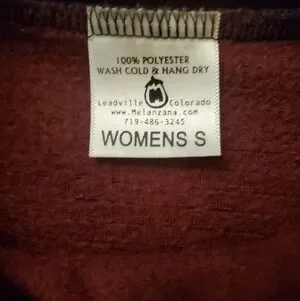 100% POLYESTER
WASH COLD & HANG DRY
Leadville Colorado
www.Melanzana.com
719-486-3245
WOMENS S